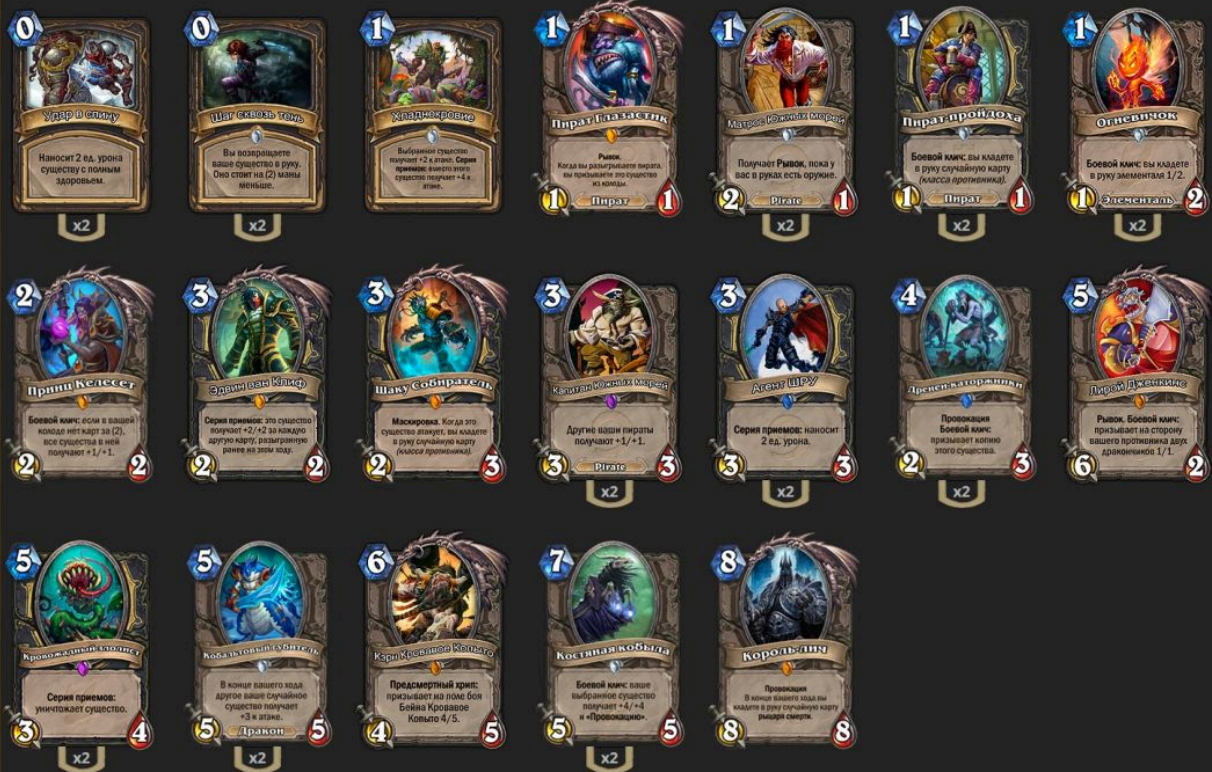 0
Удар в спину
Наносит 2 ед. урона
существу с полным
здоровьем.
x2
0
Шаг сквозь тень
Вы возвращаете
ваше существо в руку.
Оно стоит на (2) маны
меньше.
x2
1
Хладнокровие
Выбранное существо
получает +2 к атаке. Серия
приемов: вместо этого
существо получает +4 к
атаке.
1
Пират Глазастик
Рывок.
Когда вы разыгрываете пирата,
вы призываете это существо
из колоды.
1 Пират 1
1
Матрос Южных морей
Получает Рывок, пока у
вас в руках есть оружие.
2 Pirate 1
x2
1
Пират-пройдоха
Боевой клич: вы кладете
в руку случайную карту
(класса противника).
1 Пират 1
1
Огневичок
Боевой клич: вы кладете
в руку элементаля 1/2.
1 Элементаль 2
x2
2
Принц Келесет
Боевой клич: если в вашей
колоде нет карт за (2),
все существа в ней
получают +1/+1.
2 2
3
Эдвин ван Клиф
Серия приемов: это существо
получает +2/+2 за каждую
другую карту, разыгранную
ранее на этом ходу.
2 2
3
Шаку Собиратель
Маскировка. Когда это
существо атакует, вы кладете
в руку случайную карту
(класса противника).
2 3
3
Капитан Южных морей
Другие ваши пираты
получают +1/+1.
3 Pirate 3
x2
3
Агент ШРУ
Серия приемов: наносит
2 ед. урона.
3 3
x2
4
Дренеи-каторжники
Провокация
Боевой клич:
призывает копию
этого существа.
2 3
x2
5
Лирой Дженкинс
Рывок. Боевой клич:
призывает на сторону
вашего противника двух
дракончиков 1/1.
6 2
5
Кровожадный злолист
Серия приемов:
уничтожает существо.
3 4
x2
5
Кобальтовый губитель
В конце вашего хода
другое ваше случайное
существо получает
+3 к атаке.
5 Дракон 5
x2
6
Кэрн Кровавое Копыто
Предсмертный хрип:
призывает на поле боя
Бейна Кровавое
Копыто 4/5.
4 5
7
Костяная кобыла
Боевой клич: ваше
выбранное существо
получает +4/+4
и «Провокацию».
5 5
x2
8
Король-лич
Провокация
В конце вашего хода вы
кладете в руку случайную карту
рыцаря смерти.
8 8